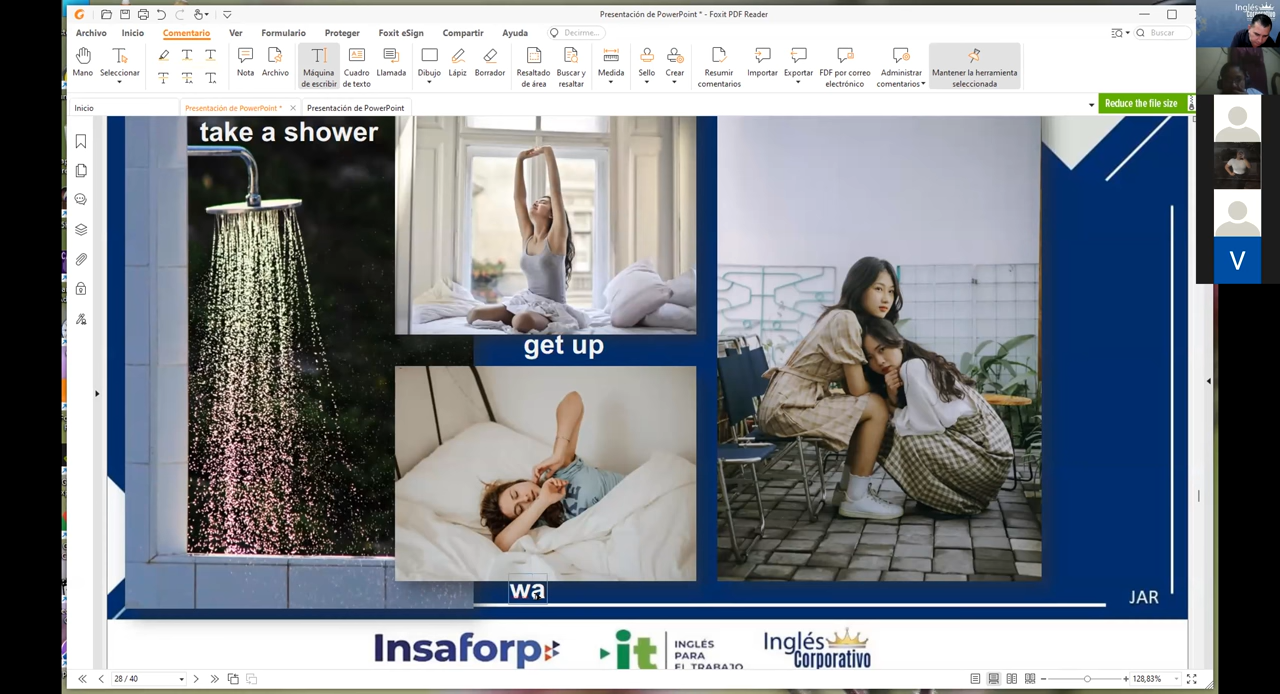 Presentación de PowerPoint * - Foxit PDF Reader
Archivo Inicio Comentario Ver Formulario Proteger Foxit eSign Compartir Ayuda Decirme... Buscar
Mano Seleccionar Nota Archivo Máquina de escribir Cuadro de texto Llamada Dibujo Lápiz Borrador Resaltado de área Buscar y resaltar Medida Sello Crear Resumir comentarios Importar Exportar FDF por correo electrónico Administrar comentarios Mantener la herramienta seleccionada
Inicio Presentación de PowerPoint * Presentación de PowerPoint Reduce the file size
take a shower
get up
wa
JAR
Insaforp
it INGLÉS PARA EL TRABAJO
Inglés Corporativo
28 / 40 128,83%
Inglés Corporativo
V